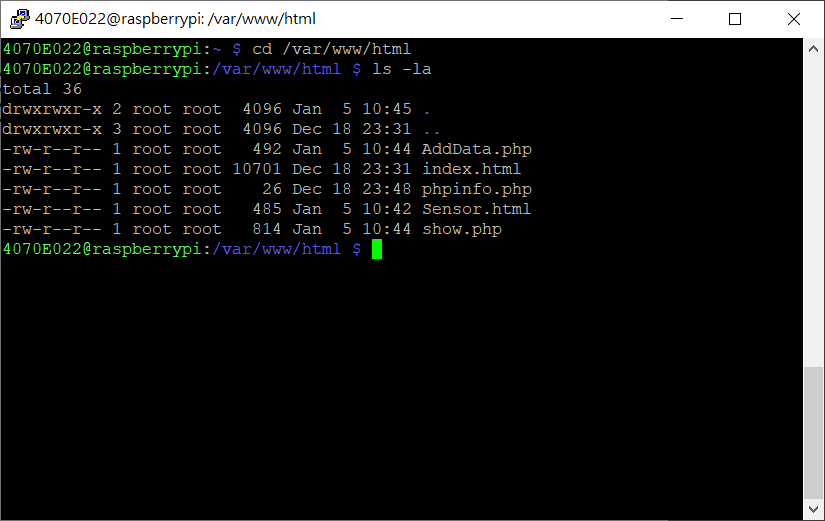 4070E022@raspberrypi: /var/www/html
4070E022@raspberrypi:~ $ cd /var/www/html
4070E022@raspberrypi:/var/www/html $ ls -la
total 36
drwxrwxr-x 2 root root  4096 Jan  5 10:45 .
drwxrwxr-x 3 root root  4096 Dec 18 23:31 ..
-rw-r--r-- 1 root root   492 Jan  5 10:44 AddData.php
-rw-r--r-- 1 root root 10701 Dec 18 23:31 index.html
-rw-r--r-- 1 root root    26 Dec 18 23:48 phpinfo.php
-rw-r--r-- 1 root root   485 Jan  5 10:42 Sensor.html
-rw-r--r-- 1 root root   814 Jan  5 10:44 show.php
4070E022@raspberrypi:/var/www/html $